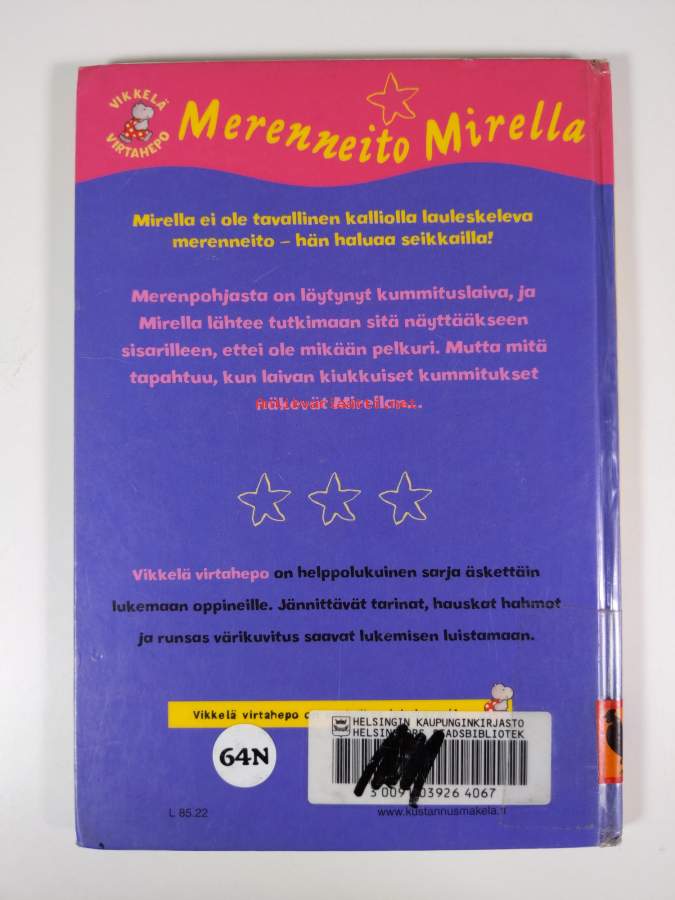 VIKKELÄ
VIRTAHEPO
Merenneito Mirella
Mirella ei ole tavallinen kalliolla lauleskeleva
merenneito – hän haluaa seikkailla!
Merenpohjasta on löytynyt kummituslaiva, ja
Mirella lähtee tutkimaan sitä näyttääkseen
sisarilleen, ettei ole mikään pelkuri. Mutta mitä
tapahtuu, kun laivan kiukkuiset kummitukset
näkevät Mirellan...
Vikkelä virtahepo on helppolukuinen sarja äskettäin
lukemaan oppineille. Jännittävät tarinat, hauskat hahmot
ja runsas värikuvitus saavat lukemisen luistamaan.
Vikkelä virtahepo
HELSINGIN KAUPUNGINKIRJASTO
64N
L 85.22
www.kustannusmakela.fi